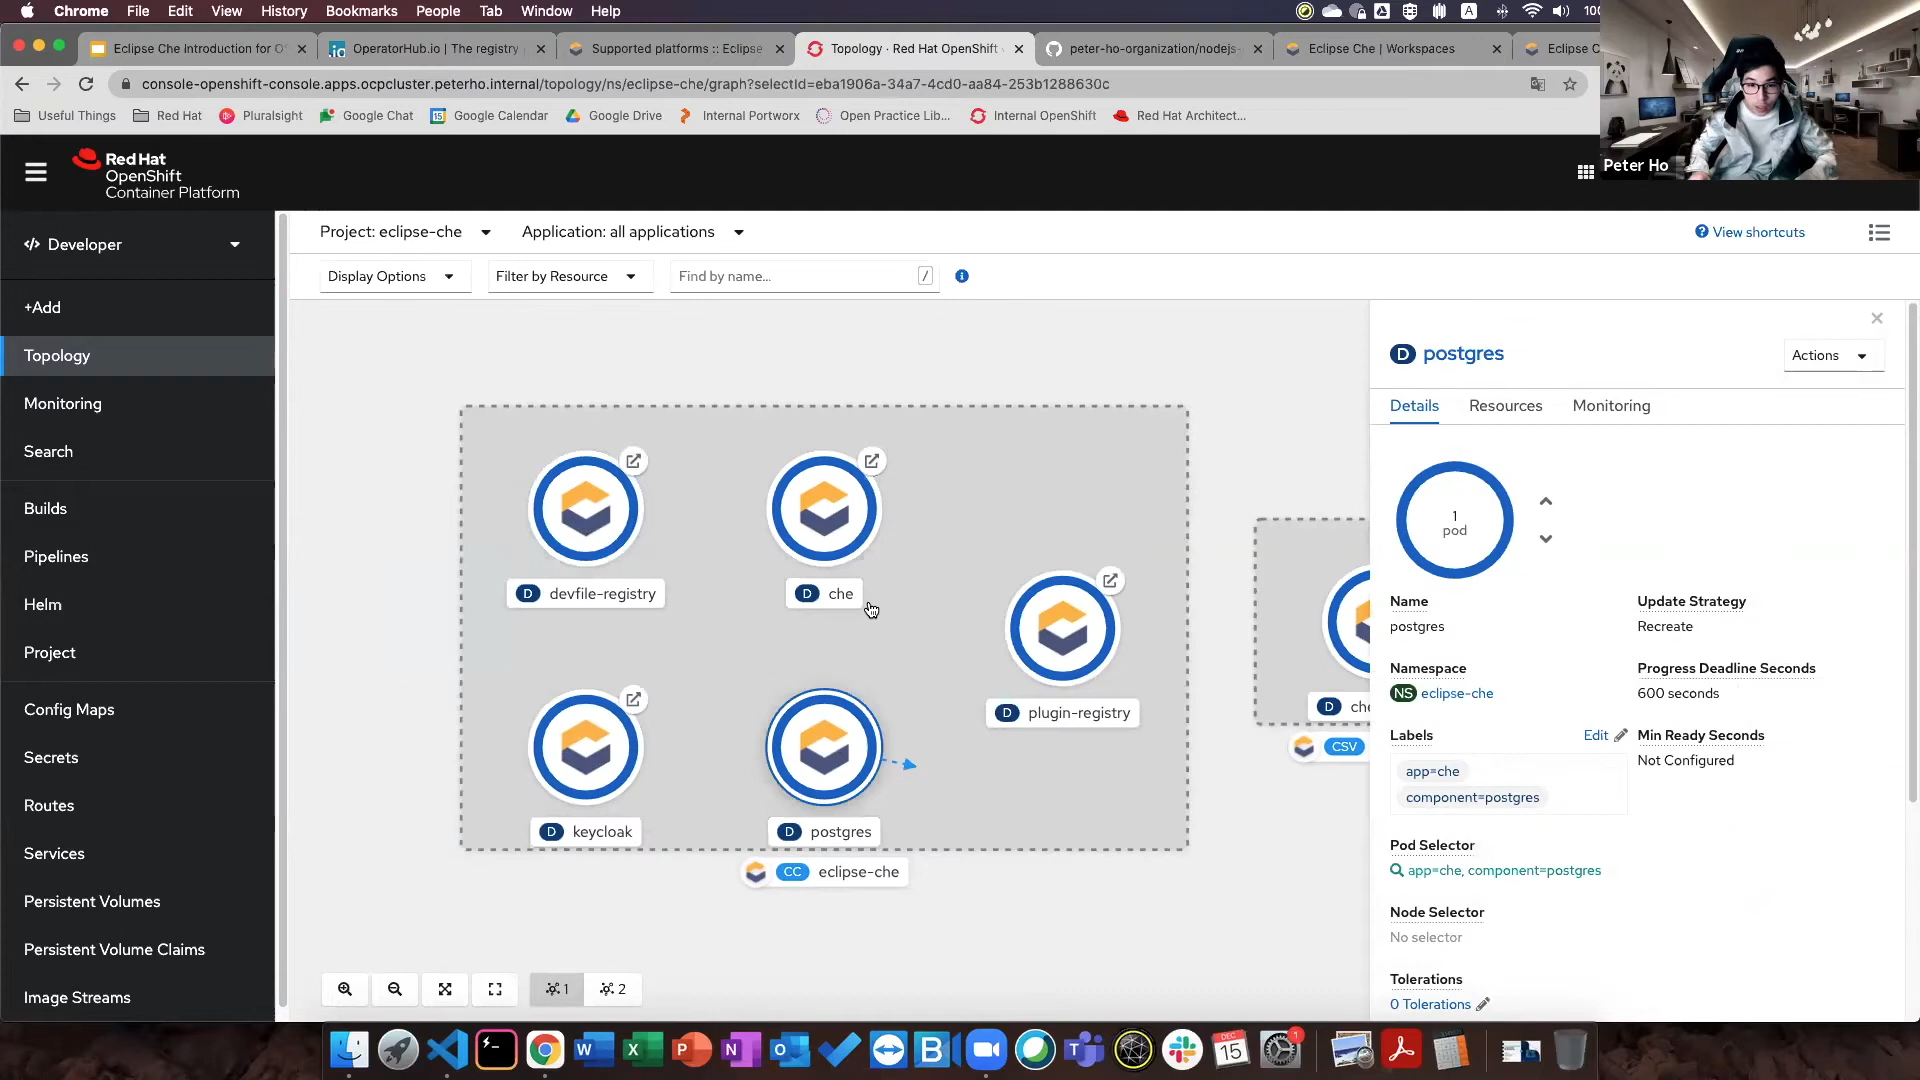 Chrome File Edit View History Bookmarks People Tab Window Help
A
Eclipse Che Introduction for O
OperatorHub.io | The registry
Supported platforms :: Eclipse
Topology · Red Hat OpenShift
peter-ho-organization/nodejs-
Eclipse Che | Workspaces
Eclipse C
console-openshift-console.apps.ocpcluster.peterho.internal/topology/ns/eclipse-che/graph?selectId=eba1906a-34a7-4cd0-aa84-253b1288630c
Useful Things
Red Hat
Pluralsight
Google Chat
Google Calendar
Google Drive
Internal Portworx
Open Practice Lib...
Internal OpenShift
Red Hat Architect...
Peter Ho
Red Hat
OpenShift
Container Platform
Developer
+Add
Topology
Monitoring
Search
Builds
Pipelines
Helm
Project
Config Maps
Secrets
Routes
Services
Persistent Volumes
Persistent Volume Claims
Image Streams
Project: eclipse-che
Application: all applications
View shortcuts
Display Options
Filter by Resource
Find by name...
/
D devfile-registry
D che
D plugin-registry
D keycloak
D postgres
CC eclipse-che
D che
CSV
1
2
D postgres
Actions
Details
Resources
Monitoring
1
pod
Name
postgres
Update Strategy
Recreate
Namespace
NS eclipse-che
Progress Deadline Seconds
600 seconds
Labels
Edit
app=che
component=postgres
Min Ready Seconds
Not Configured
Pod Selector
app=che, component=postgres
Node Selector
No selector
Tolerations
0 Tolerations
DEC
15
1